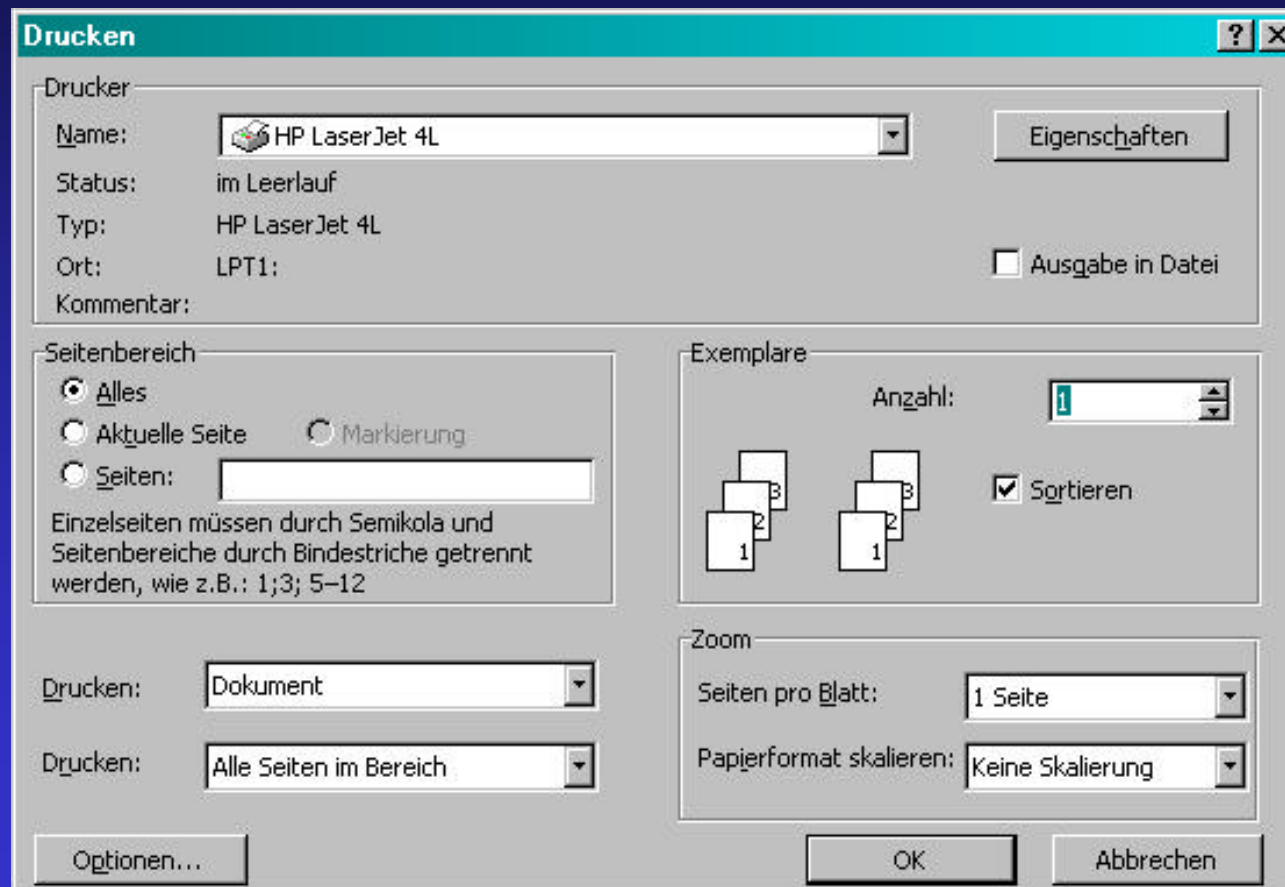 Drucken
Drucker
Name: HP LaserJet 4L Eigenschaften
Status: im Leerlauf
Typ: HP LaserJet 4L
Ort: LPT1: Ausgabe in Datei
Kommentar:
Seitenbereich
Alles
Aktuelle Seite Markierung
Seiten:
Einzelseiten müssen durch Semikola und
Seitenbereiche durch Bindestriche getrennt
werden, wie z.B.: 1;3; 5–12
Exemplare
Anzahl: 1
3 3
2 2
1 1
Sortieren
Drucken: Dokument
Drucken: Alle Seiten im Bereich
Zoom
Seiten pro Blatt: 1 Seite
Papierformat skalieren: Keine Skalierung
Optionen... OK Abbrechen